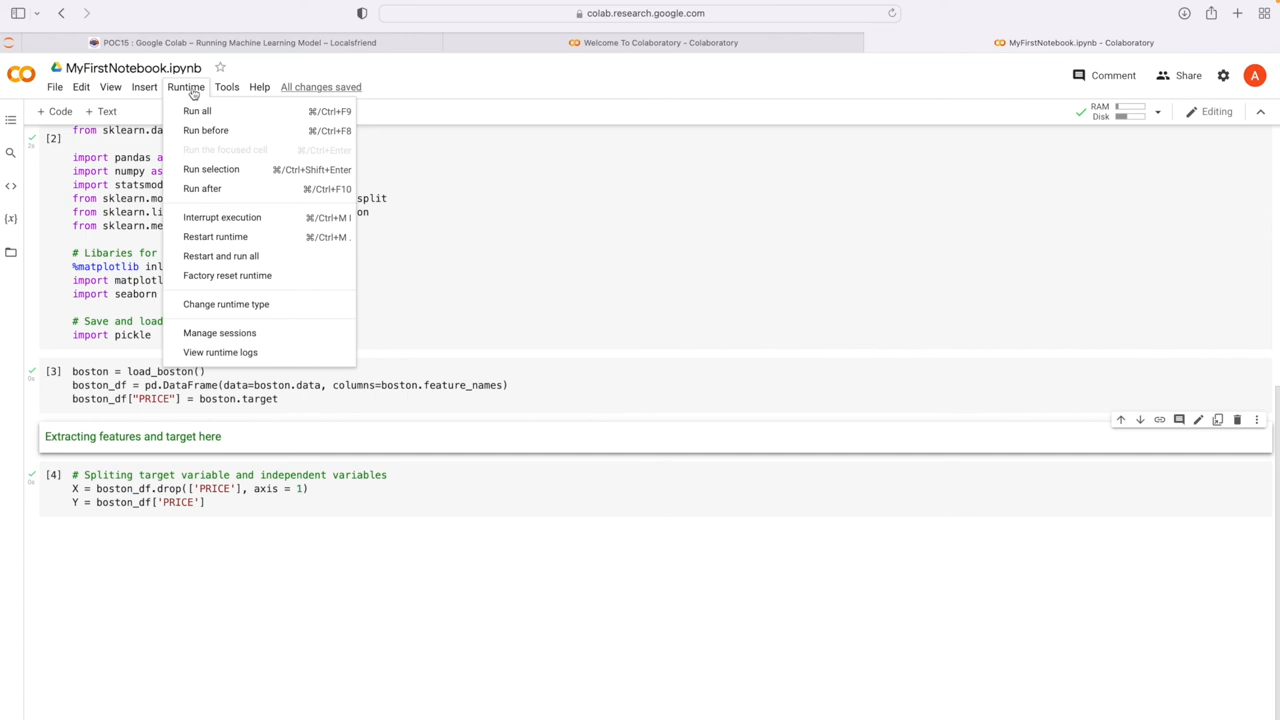 colab.research.google.com
POC15 : Google Colab – Running Machine Learning Model – Localsfriend
Welcome To Colaboratory - Colaboratory
MyFirstNotebook.ipynb - Colaboratory
MyFirstNotebook.ipynb
Comment
Share
A
File Edit View Insert Runtime Tools Help All changes saved
+ Code + Text
RAM
Disk
Editing
Run all ⌘/Ctrl+F9
Run before ⌘/Ctrl+F8
Run the focused cell ⌘/Ctrl+Enter
Run selection ⌘/Ctrl+Shift+Enter
Run after ⌘/Ctrl+F10
Interrupt execution ⌘/Ctrl+M I
Restart runtime ⌘/Ctrl+M .
Restart and run all
Factory reset runtime
Change runtime type
Manage sessions
View runtime logs
from sklearn.da
[2]
2s
import pandas a
import numpy as
import statsmod
from sklearn.mo split
from sklearn.li on
from sklearn.me
# Libaries for
%matplotlib inl
import matplotl
import seaborn
# Save and load
import pickle
[3] boston = load_boston()
0s
boston_df = pd.DataFrame(data=boston.data, columns=boston.feature_names)
boston_df["PRICE"] = boston.target
Extracting features and target here
[4] # Spliting target variable and independent variables
0s
X = boston_df.drop(['PRICE'], axis = 1)
Y = boston_df['PRICE']